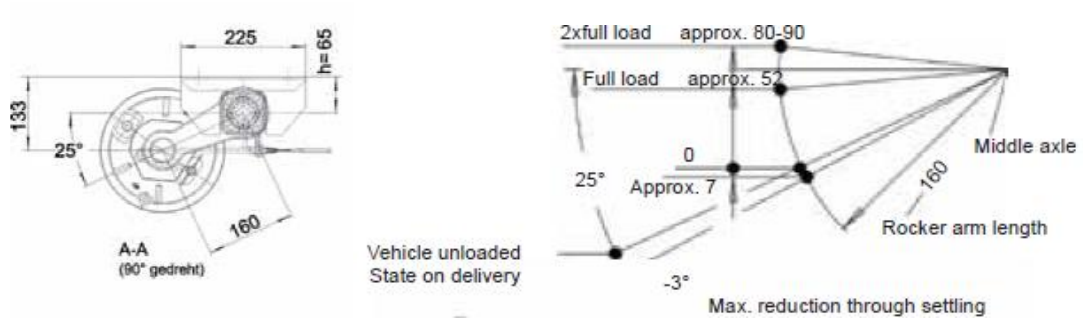 225
h= 65
133
25°
160
A-A
(90° gedreht)
2xfull load approx. 80-90
Full load approx. 52
0
Approx. 7
25°
-3°
Middle axle
160
Rocker arm length
Vehicle unloaded
State on delivery
Max. reduction through settling